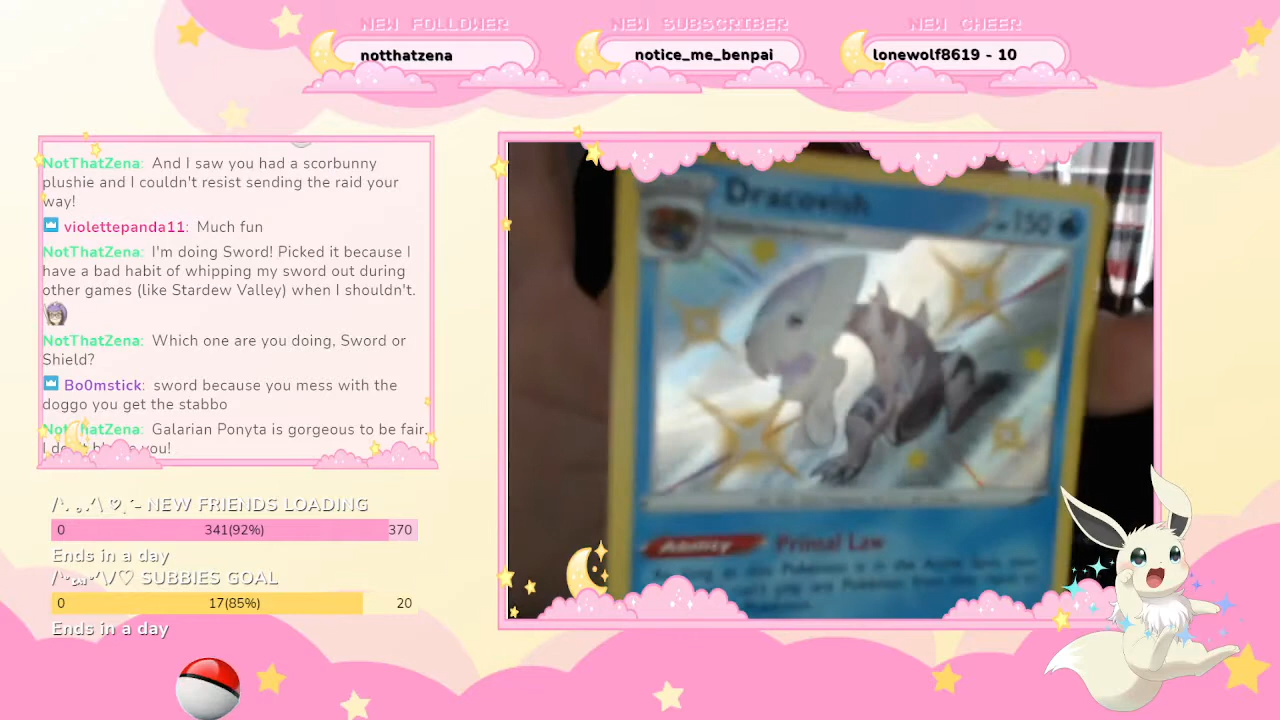 NEW FOLLOWER
NEW SUBSCRIBER
NEW CHEER
notthatzena
notice_me_benpai
lonewolf8619 - 10
NotThatZena: And I saw you had a scorbunny
plushie and I couldn't resist sending the raid your
way!
violettepanda11: Much fun
NotThatZena: I'm doing Sword! Picked it because I
have a bad habit of whipping my sword out during
other games (like Stardew Valley) when I shouldn't.
NotThatZena: Which one are you doing, Sword or
Shield?
Bo0mstick: sword because you mess with the
doggo you get the stabbo
NotThatZena: Galarian Ponyta is gorgeous to be fair.
you!
NEW FRIENDS LOADING
0 341(92%) 370
Ends in a day
SUBBIES GOAL
0 17(85%) 20
Ends in a day
Dracovish
150
Ability Primal Law